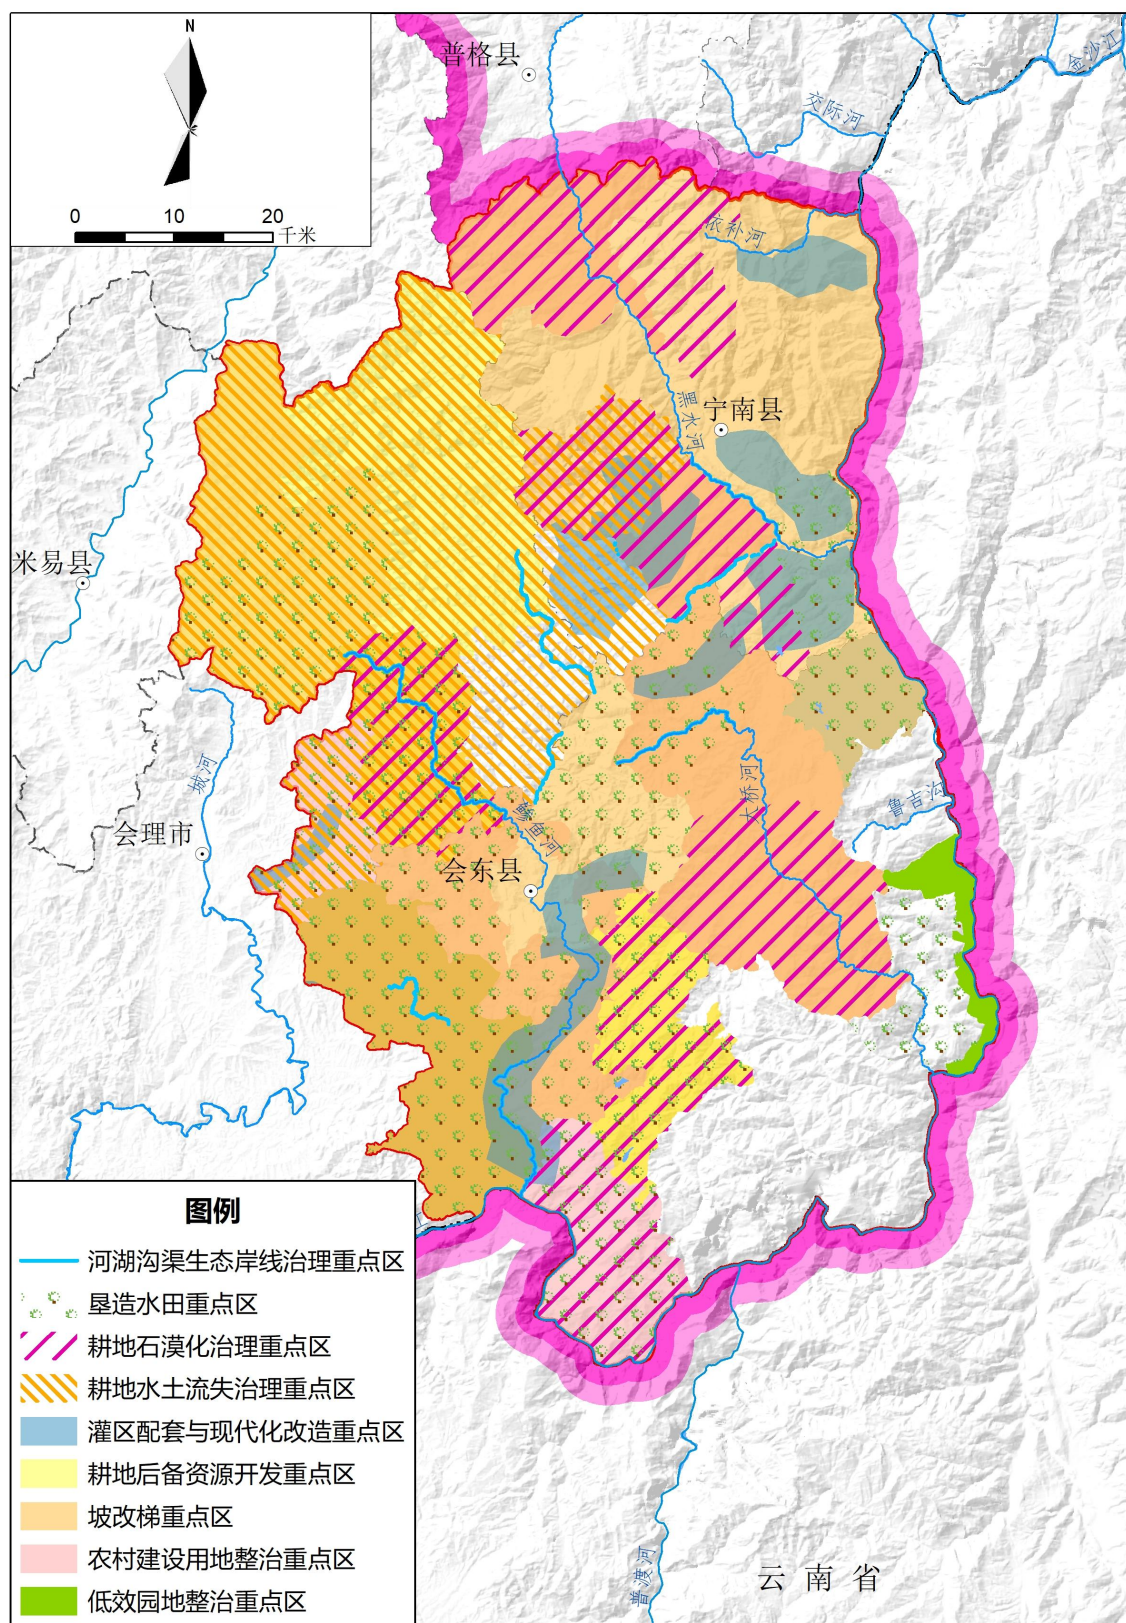 N
0 10 20
千米
普格县
金沙江
交际河
依补河
黑水河
宁南县
米易县
城河
会理市
鲹鱼河
会东县
大桥河
鲁吉沟
图例
河湖沟渠生态岸线治理重点区
垦造水田重点区
耕地石漠化治理重点区
耕地水土流失治理重点区
灌区配套与现代化改造重点区
耕地后备资源开发重点区
坡改梯重点区
农村建设用地整治重点区
低效园地整治重点区
普渡河
云南省